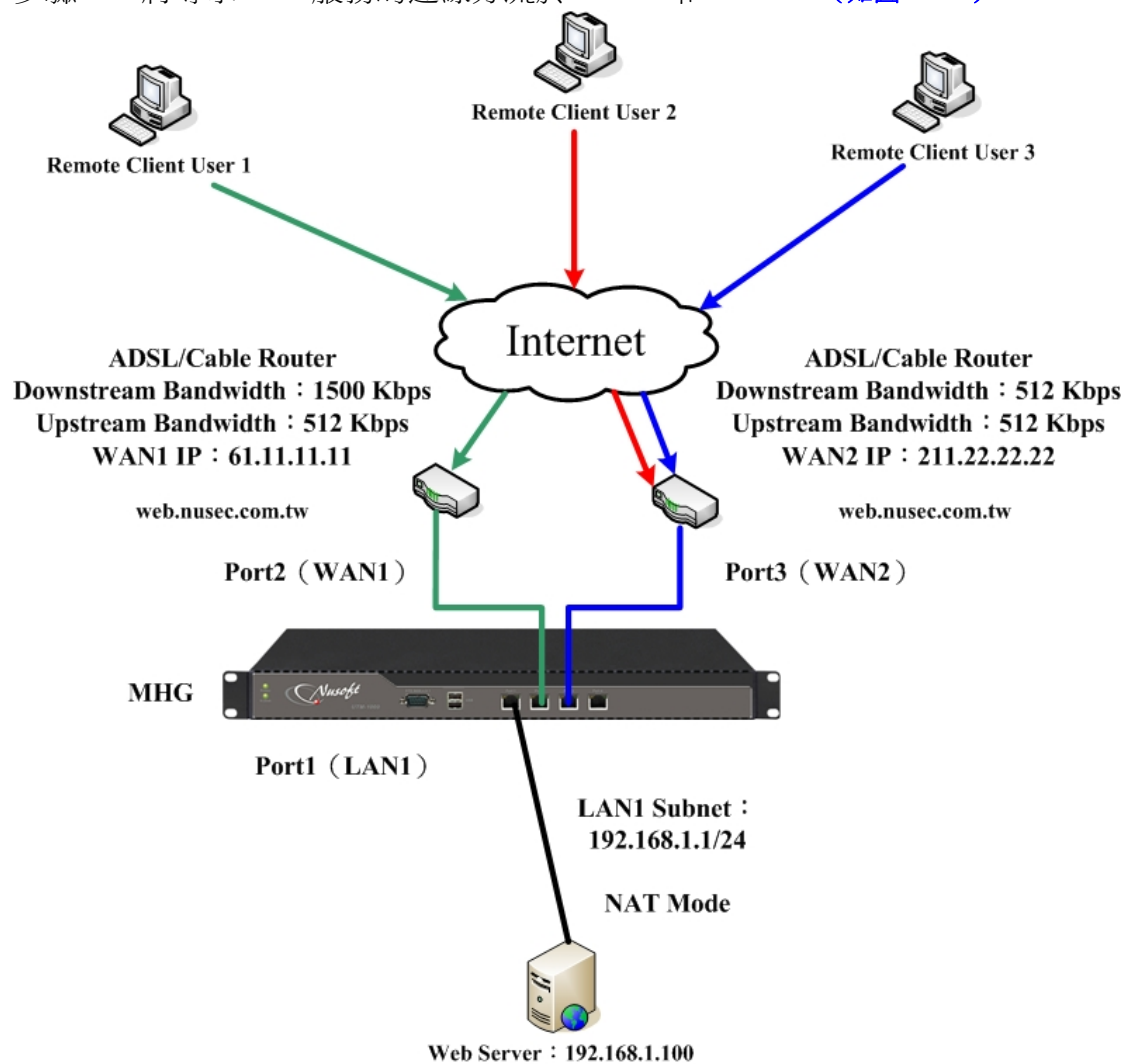 Remote Client User 1
Remote Client User 2
Remote Client User 3
Internet
ADSL/Cable Router
Downstream Bandwidth：1500 Kbps
Upstream Bandwidth：512 Kbps
WAN1 IP：61.11.11.11
web.nusec.com.tw
ADSL/Cable Router
Downstream Bandwidth：512 Kbps
Upstream Bandwidth：512 Kbps
WAN2 IP：211.22.22.22
web.nusec.com.tw
Port2（WAN1）
Port3（WAN2）
MHG
Nusoft
Port1（LAN1）
LAN1 Subnet：
192.168.1.1/24
NAT Mode
Web Server：192.168.1.100